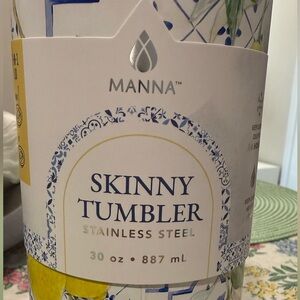 MANNA™
SKINNY
TUMBLER
STAINLESS STEEL
30 oz • 887 mL